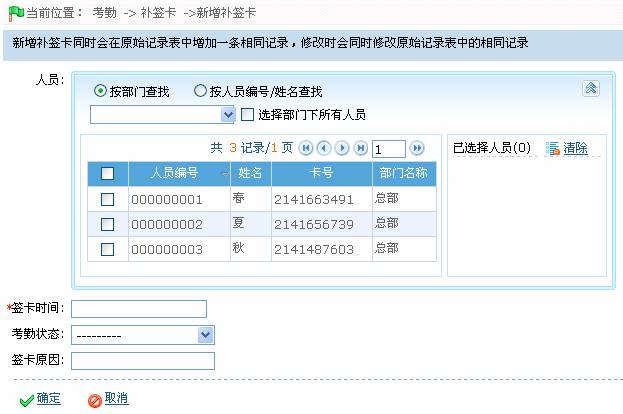 当前位置： 考勤 -> 补签卡 ->新增补签卡
新增补签卡同时会在原始记录表中增加一条相同记录，修改时会同时修改原始记录表中的相同记录
人员：
按部门查找 按人员编号/姓名查找
选择部门下所有人员
共 3 记录/1 页 1
已选择人员(0) 清除
人员编号 姓名 卡号 部门名称
000000001 春 2141663491 总部
000000002 夏 2141656739 总部
000000003 秋 2141487603 总部
*签卡时间：
考勤状态： ---------
签卡原因：
确定 取消